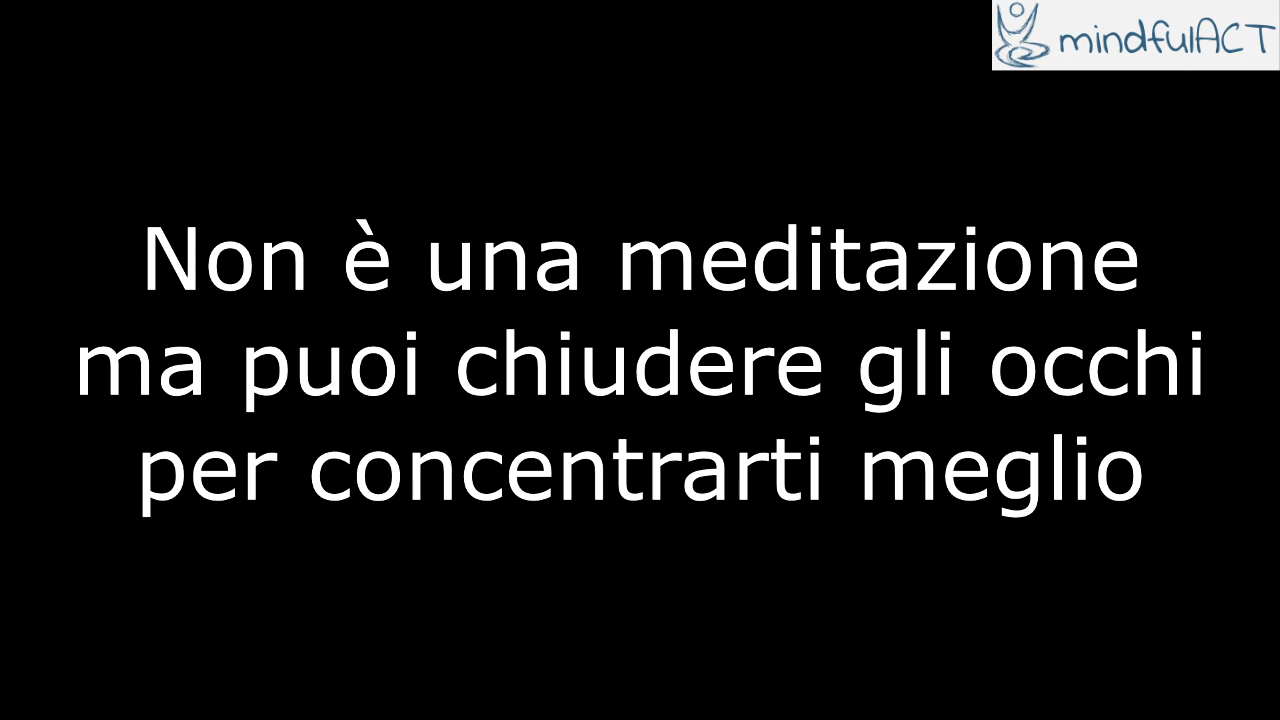 mindfulACT
Non è una meditazione
ma puoi chiudere gli occhi
per concentrarti meglio